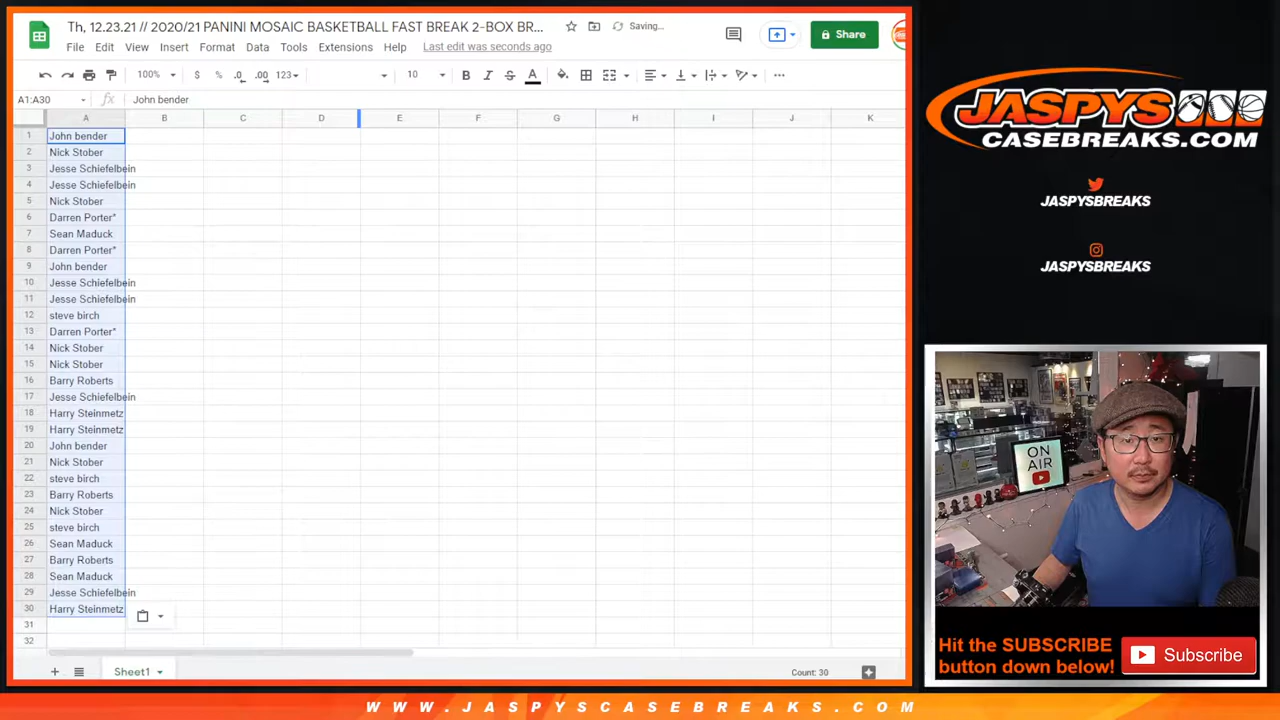 Th, 12.23.21 // 2020/21 PANINI MOSAIC BASKETBALL FAST BREAK 2-BOX BR...
Saving...
Share
File Edit View Insert Format Data Tools Extensions Help Last edit was seconds ago
100% $ % .0 .00 123 10 B I S A
A1:A30 fx John bender
A B C D E F G H I J K
1 John bender
2 Nick Stober
3 Jesse Schiefelbein
4 Jesse Schiefelbein
5 Nick Stober
6 Darren Porter*
7 Sean Maduck
8 Darren Porter*
9 John bender
10 Jesse Schiefelbein
11 Jesse Schiefelbein
12 steve birch
13 Darren Porter*
14 Nick Stober
15 Nick Stober
16 Barry Roberts
17 Jesse Schiefelbein
18 Harry Steinmetz
19 Harry Steinmetz
20 John bender
21 Nick Stober
22 steve birch
23 Barry Roberts
24 Nick Stober
25 steve birch
26 Sean Maduck
27 Barry Roberts
28 Sean Maduck
29 Jesse Schiefelbein
30 Harry Steinmetz
31
32
Sheet1
Count: 30
JASPYS
CASEBREAKS.COM
JASPYSBREAKS
JASPYSBREAKS
ON
AIR
Hit the SUBSCRIBE
button down below!
Subscribe
WWW.JASPYSCASEBREAKS.COM